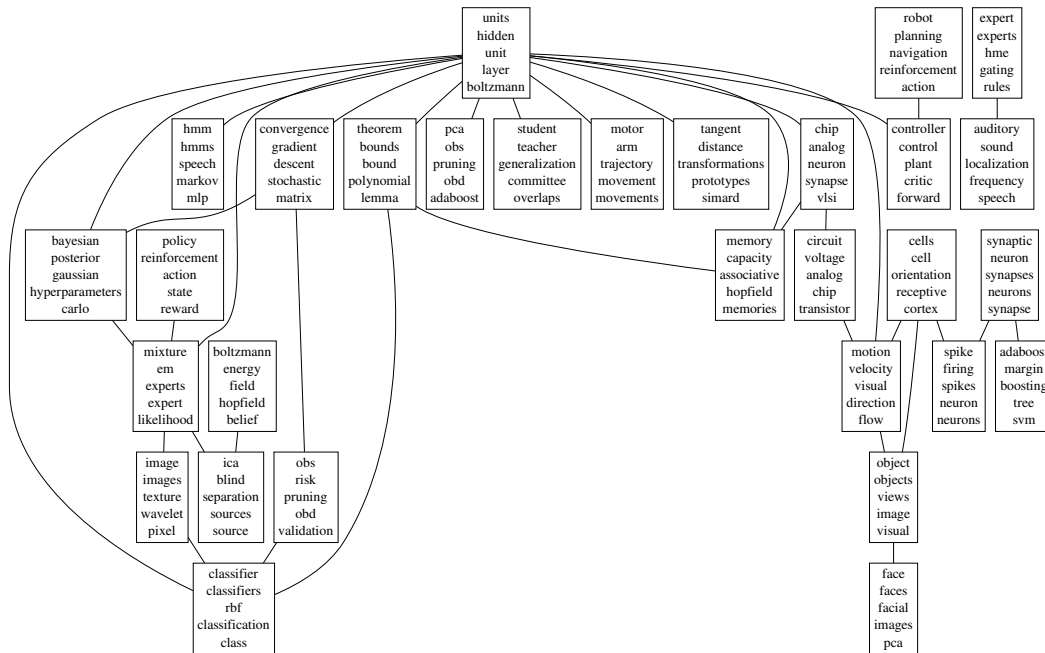 units
hidden
unit
layer
boltzmann
robot
planning
navigation
reinforcement
action
expert
experts
hme
gating
rules
hmm
hmms
speech
markov
mlp
convergence
gradient
descent
stochastic
matrix
theorem
bounds
bound
polynomial
lemma
pca
obs
pruning
obd
adaboost
student
teacher
generalization
committee
overlaps
motor
arm
trajectory
movement
movements
tangent
distance
transformations
prototypes
simard
chip
analog
neuron
synapse
vlsi
controller
control
plant
critic
forward
auditory
sound
localization
frequency
speech
bayesian
posterior
gaussian
hyperparameters
carlo
policy
reinforcement
action
state
reward
memory
capacity
associative
hopfield
memories
circuit
voltage
analog
chip
transistor
cells
cell
orientation
receptive
cortex
synaptic
neuron
synapses
neurons
synapse
mixture
em
experts
expert
likelihood
boltzmann
energy
field
hopfield
belief
motion
velocity
visual
direction
flow
spike
firing
spikes
neuron
neurons
adaboost
margin
boosting
tree
svm
image
images
texture
wavelet
pixel
ica
blind
separation
sources
source
obs
risk
pruning
obd
validation
object
objects
views
image
visual
classifier
classifiers
rbf
classification
class
face
faces
facial
images
pca